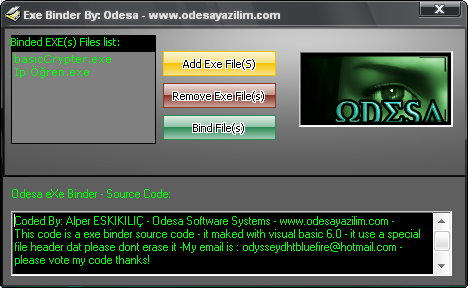 Exe Binder By: Odesa - www.odesayazilim.com
Binded EXE(s) Files list:
basicCrypter.exe
Ip Öğren.exe
Add Exe File(S)
Remove Exe File(s)
Bind File(s)
ΩDESA
Odesa eXe Binder - Source Code:
Coded By: Alper ESKIKILIÇ - Odesa Software Systems - www.odesayazilim.com -
This code is a exe binder source code - it maked with visual basic 6.0 - it use a special
file header dat please dont erase it -My email is : odysseydhtbluefire@hotmail.com -
please vote my code thanks!